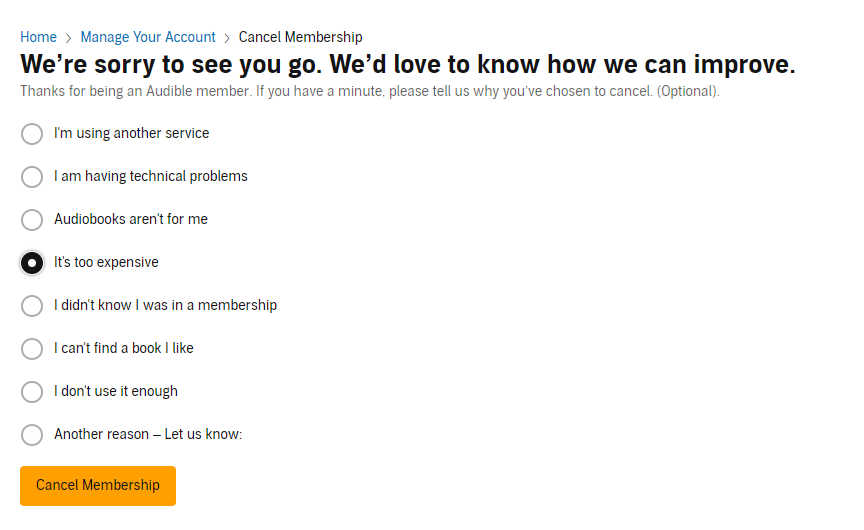 Home > Manage Your Account > Cancel Membership
We’re sorry to see you go. We’d love to know how we can improve.
Thanks for being an Audible member. If you have a minute, please tell us why you've chosen to cancel. (Optional).
I'm using another service
I am having technical problems
Audiobooks aren't for me
It's too expensive
I didn't know I was in a membership
I can't find a book I like
I don't use it enough
Another reason – Let us know:
Cancel Membership